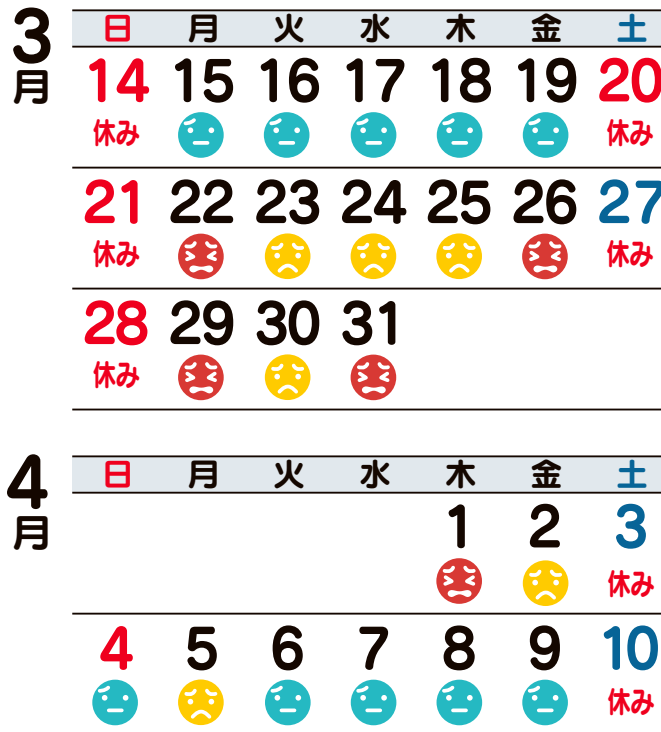 3月
日 月 火 水 木 金 土
14 15 16 17 18 19 20
休み 休み
21 22 23 24 25 26 27
休み 休み
28 29 30 31
休み
4月
日 月 火 水 木 金 土
1 2 3
休み
4 5 6 7 8 9 10
休み